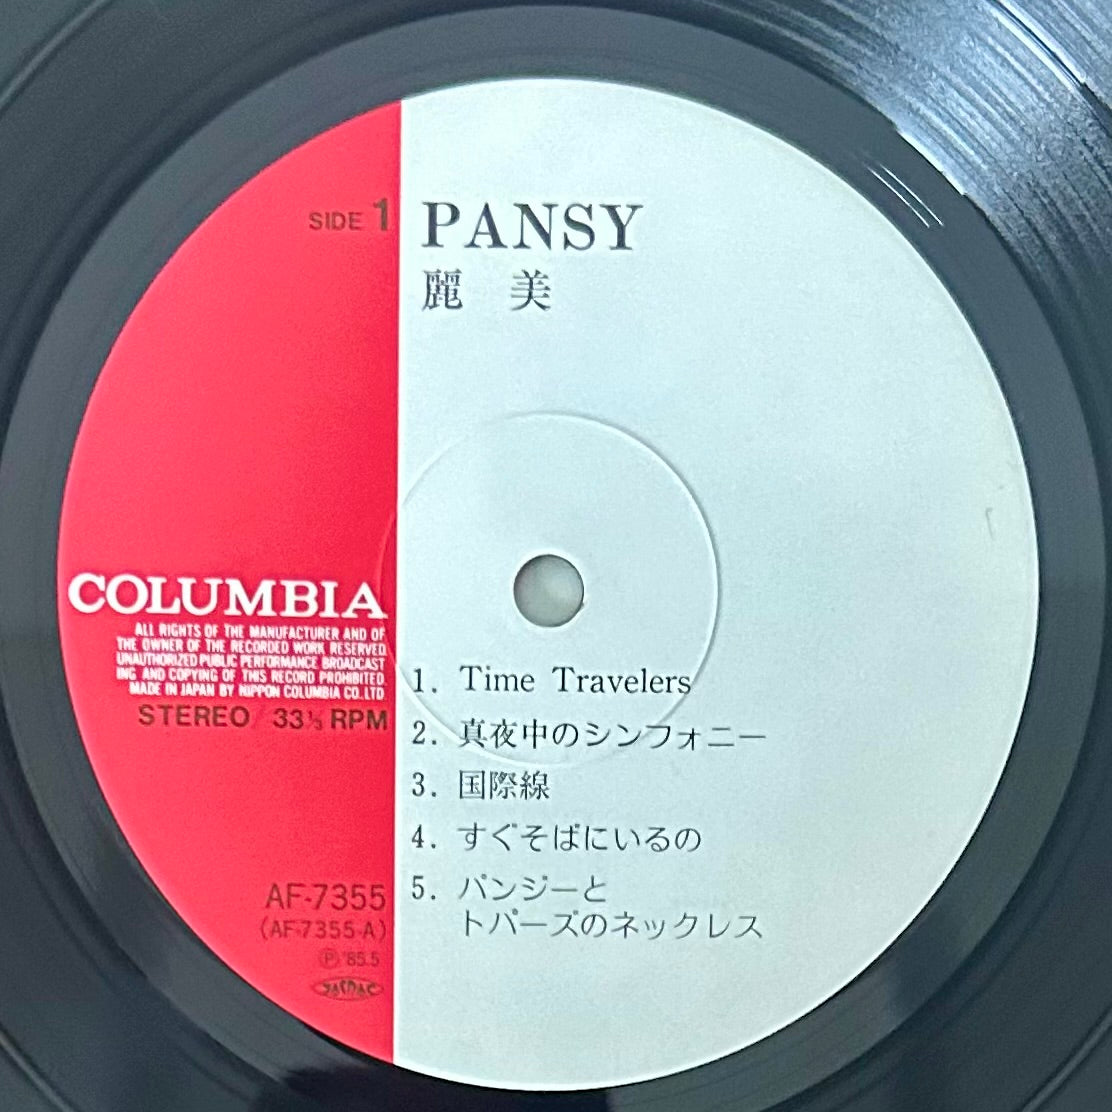 SIDE 1
PANSY
麗 美
COLUMBIA
ALL RIGHTS OF THE MANUFACTURER AND OF
THE OWNER OF THE RECORDED WORK RESERVED.
UNAUTHORIZED PUBLIC PERFORMANCE BROADCAST
ING AND COPYING OF THIS RECORD PROHIBITED.
MADE IN JAPAN BY NIPPON COLUMBIA CO.,LTD.
STEREO 33⅓ RPM
1. Time Travelers
2. 真夜中のシンフォニー
3. 国際線
4. すぐそばにいるの
5. パンジーと
トパーズのネックレス
AF-7355
(AF-7355-A)
Ⓟ '85.5
JASRAC